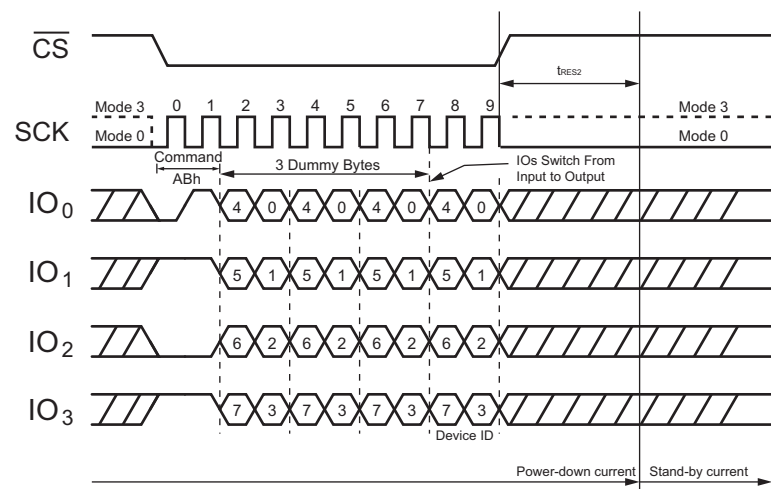 CS
tRES2
Mode 3 0 1 2 3 4 5 6 7 8 9 Mode 3
SCK
Mode 0 Mode 0
Command 3 Dummy Bytes IOs Switch From
ABh Input to Output
IO0 4 0 4 0 4 0 4 0
IO1 5 1 5 1 5 1 5 1
IO2 6 2 6 2 6 2 6 2
IO3 7 3 7 3 7 3 7 3
Device ID
Power-down current Stand-by current